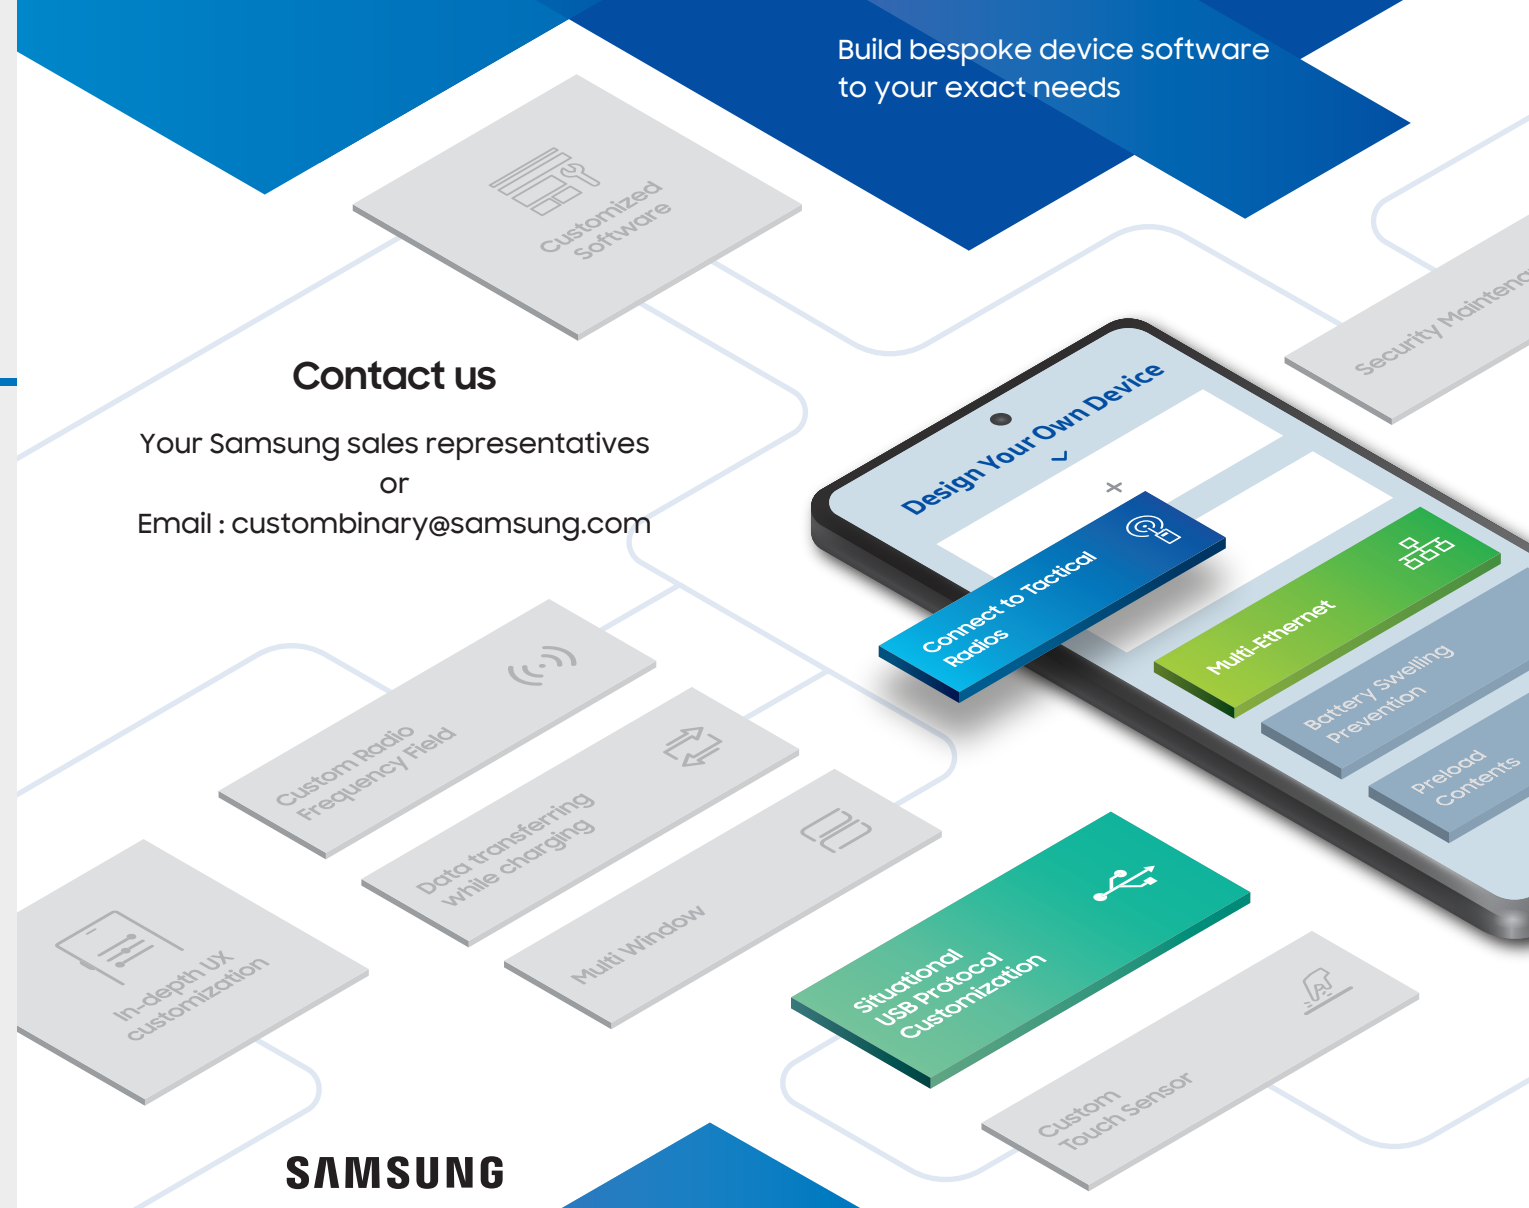 Build bespoke device software
to your exact needs
Customized
Software
Contact us
Your Samsung sales representatives
or
Email : custombinary@samsung.com
Security
Design Your Own Device
Connect to Tactical
Radios
Multi-Ethernet
Battery Swelling
Prevention
Preload
Contents
Custom Radio
Frequency Field
Data transferring
while charging
Multi Window
In-depth UX
customization
Situational
USB Protocol
Customization
Custom
Touch Sensor
SAMSUNG